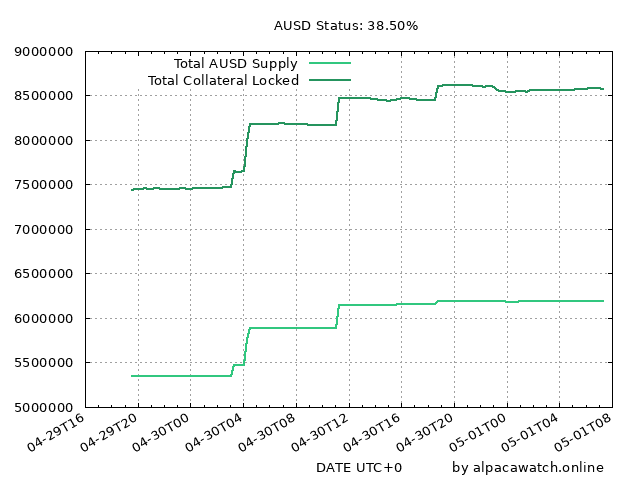 AUSD Status: 38.50%
9000000
Total AUSD Supply
Total Collateral Locked
8500000
8000000
7500000
7000000
6500000
6000000
5500000
5000000
04-29T16
04-29T20
04-30T00
04-30T04
04-30T08
04-30T12
04-30T16
04-30T20
05-01T00
05-01T04
05-01T08
DATE UTC+0
by alpacawatch.online